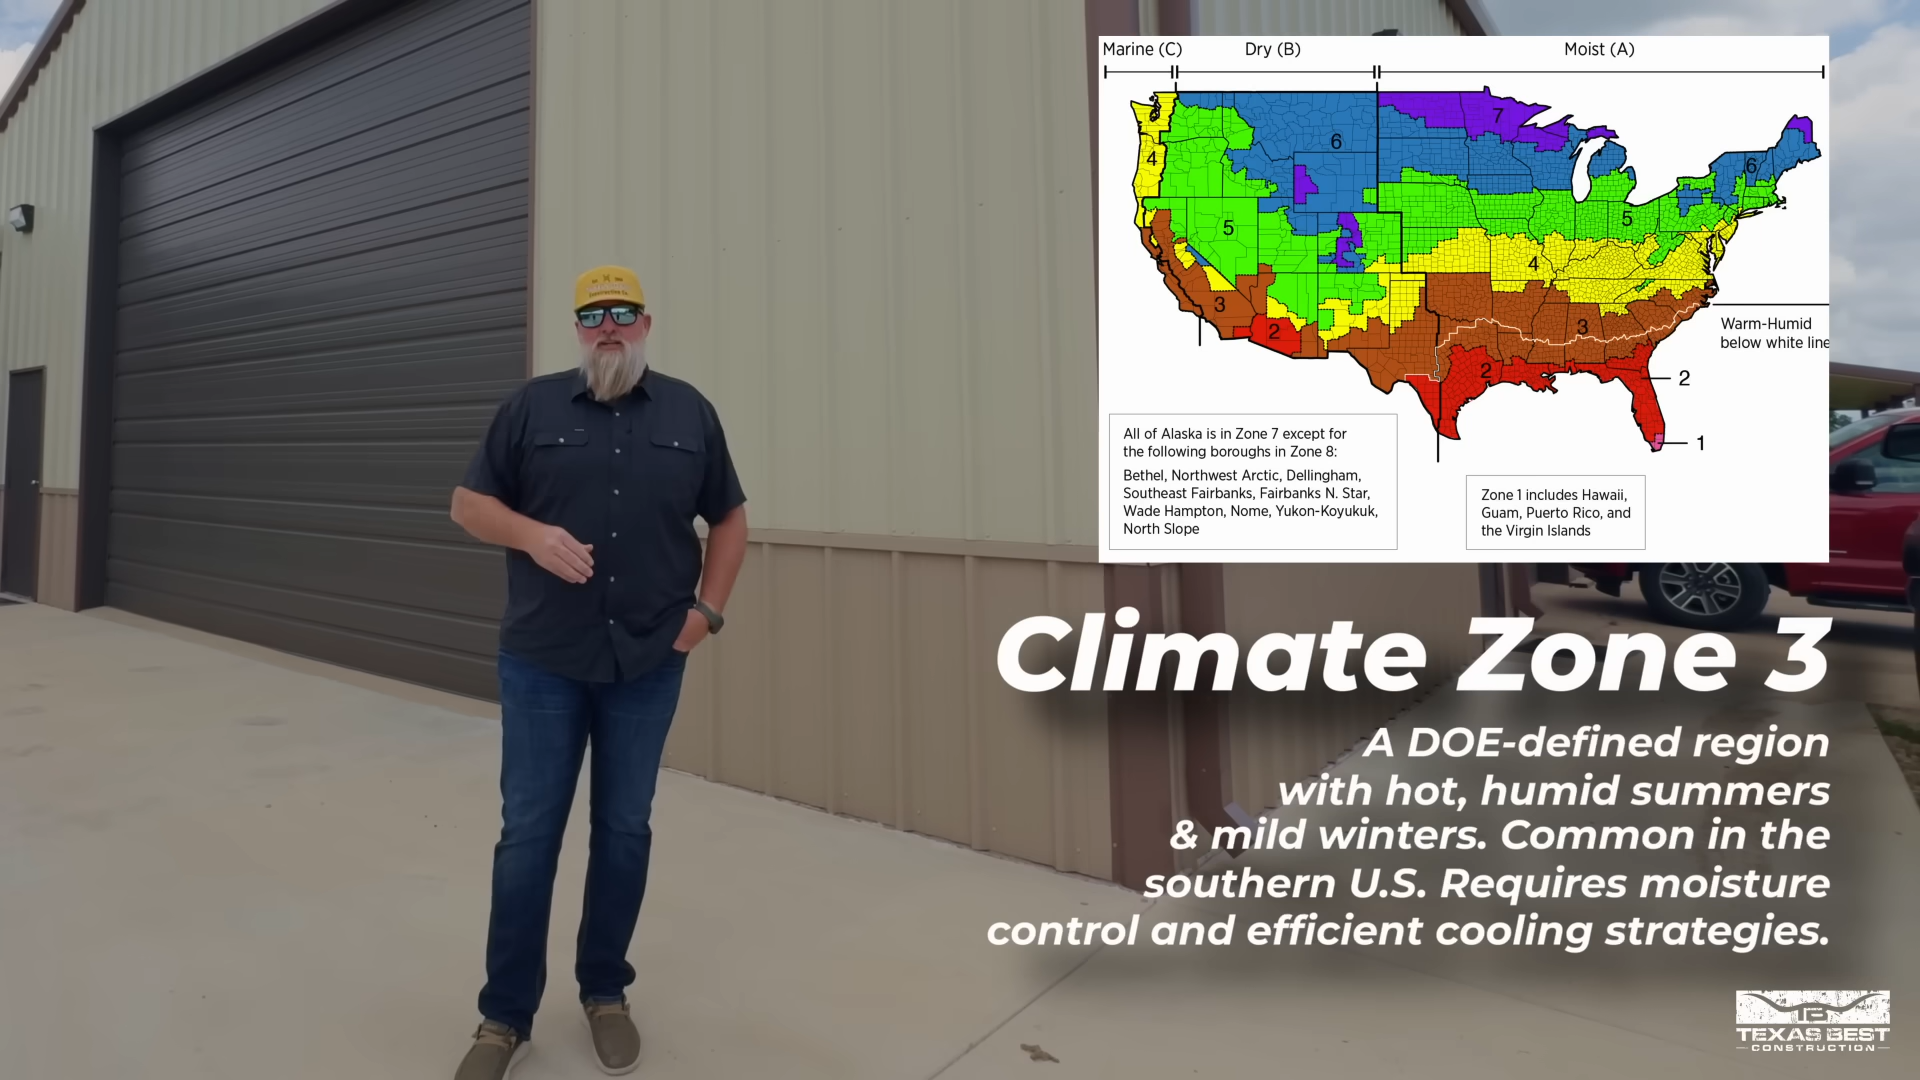 Marine (C)
Dry (B)
Moist (A)
7
6
6
4
5
5
4
3
3
2
2
Warm-Humid
below white line
2
1
All of Alaska is in Zone 7 except for
the following boroughs in Zone 8:
Bethel, Northwest Arctic, Dellingham,
Southeast Fairbanks, Fairbanks N. Star,
Wade Hampton, Nome, Yukon-Koyukuk,
North Slope
Zone 1 includes Hawaii,
Guam, Puerto Rico, and
the Virgin Islands
Climate Zone 3
A DOE-defined region
with hot, humid summers
& mild winters. Common in the
southern U.S. Requires moisture
control and efficient cooling strategies.
TB
TEXAS BEST
CONSTRUCTION